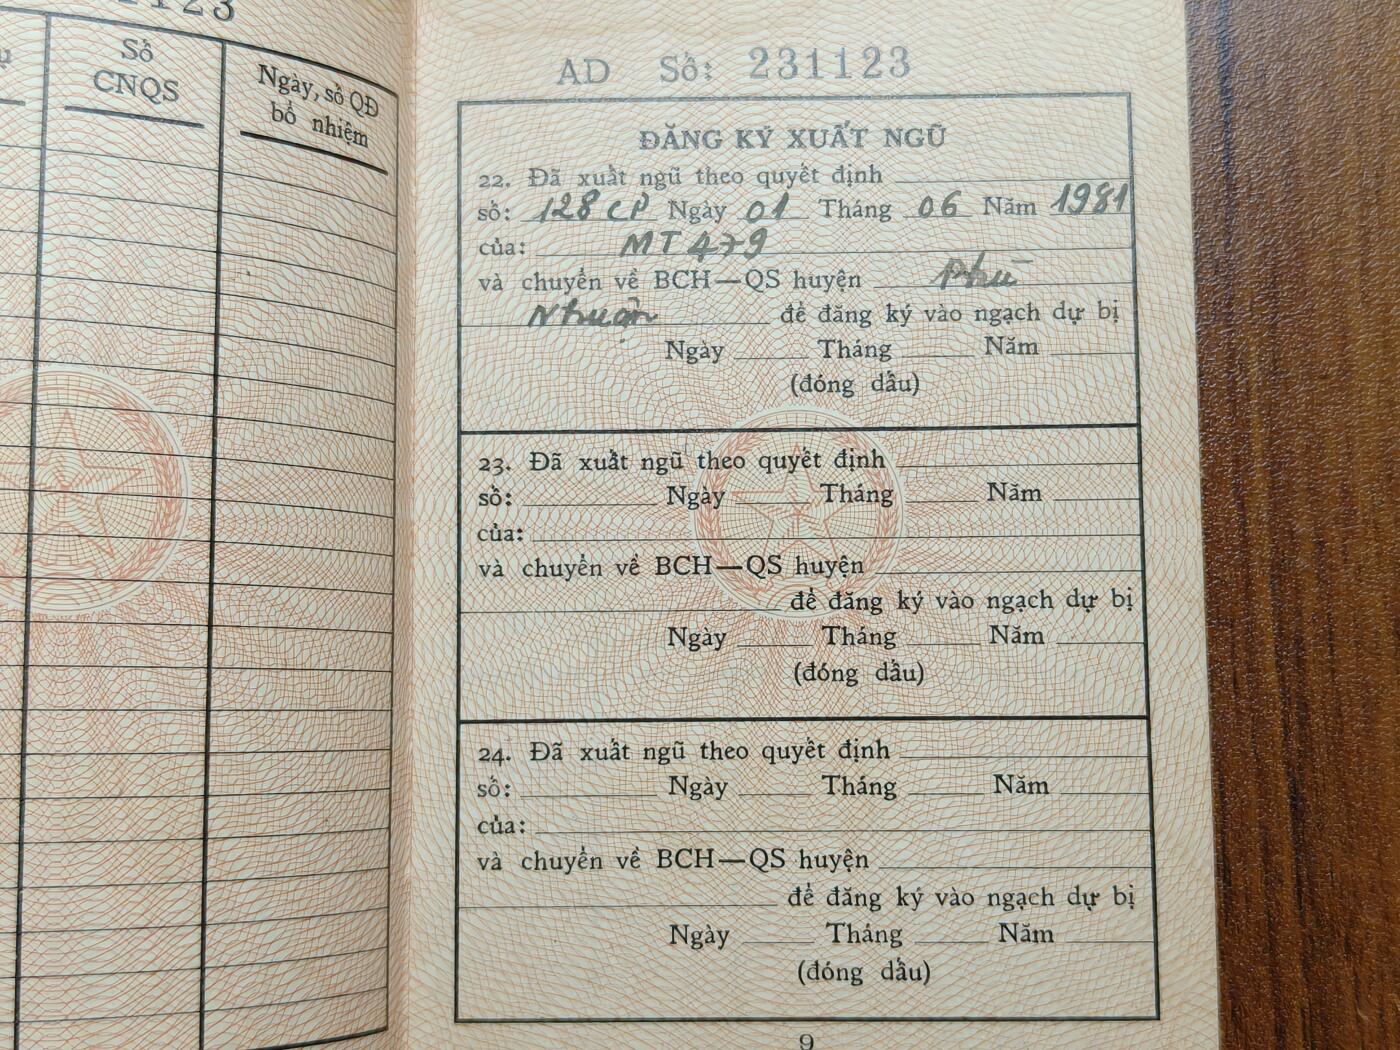 1123
Số
CNQS
Ngày, số QĐ
bổ nhiệm
AD Số: 231123
ĐĂNG KÝ XUẤT NGŨ
22. Đã xuất ngũ theo quyết định
số: 128 CP Ngày 01 Tháng 06 Năm 1981
của: MT 479
và chuyển về BCH—QS huyện Phú
Nhuận để đăng ký vào ngạch dự bị
Ngày Tháng Năm
(đóng dấu)
23. Đã xuất ngũ theo quyết định
số: Ngày Tháng Năm
của:
và chuyển về BCH—QS huyện
để đăng ký vào ngạch dự bị
Ngày Tháng Năm
(đóng dấu)
24. Đã xuất ngũ theo quyết định
số: Ngày Tháng Năm
của:
và chuyển về BCH—QS huyện
để đăng ký vào ngạch dự bị
Ngày Tháng Năm
(đóng dấu)
9